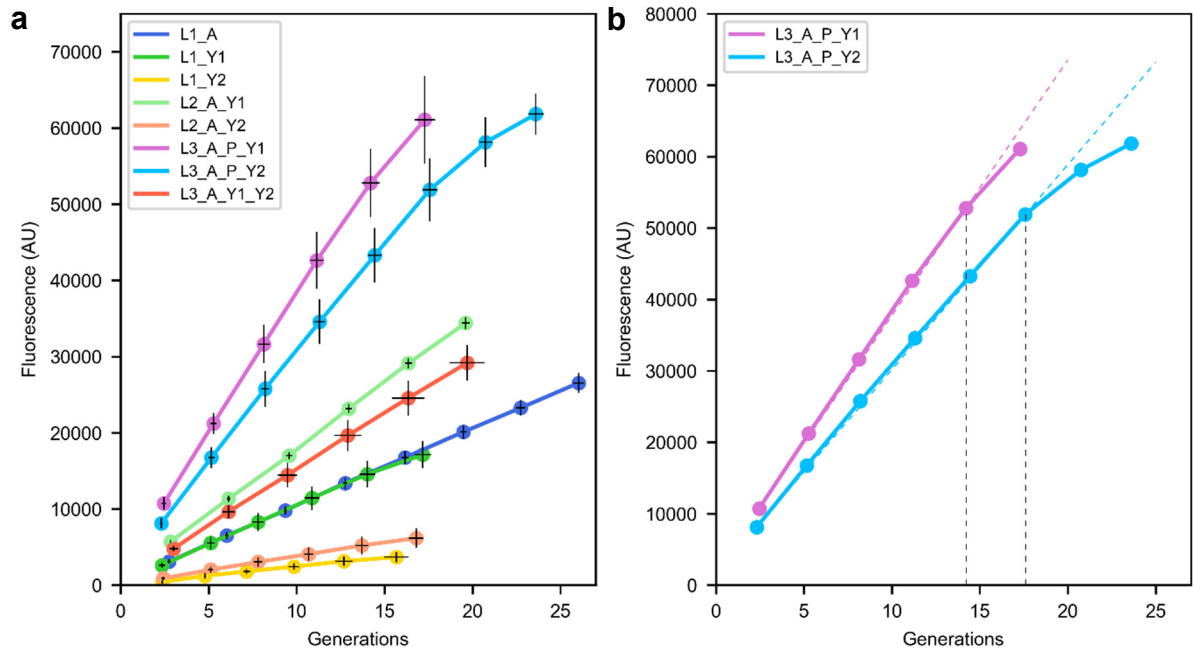 a
L1_A
L1_Y1
L1_Y2
L2_A_Y1
L2_A_Y2
L3_A_P_Y1
L3_A_P_Y2
L3_A_Y1_Y2
70000
60000
50000
40000
30000
20000
10000
0
Fluorescence (AU)
0 5 10 15 20 25
Generations
b
L3_A_P_Y1
L3_A_P_Y2
80000
70000
60000
50000
40000
30000
20000
10000
0
Fluorescence (AU)
0 5 10 15 20 25
Generations